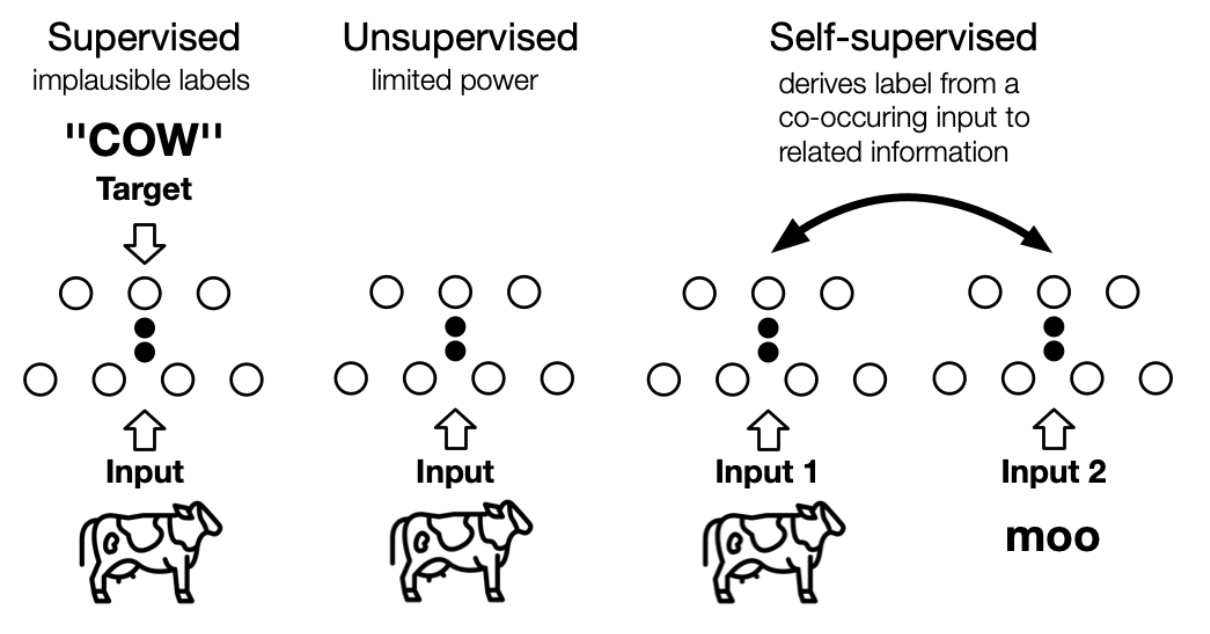 Supervised
implausible labels
"COW"
Target
Input
Unsupervised
limited power
Input
Self-supervised
derives label from a
co-occuring input to
related information
Input 1
Input 2
moo